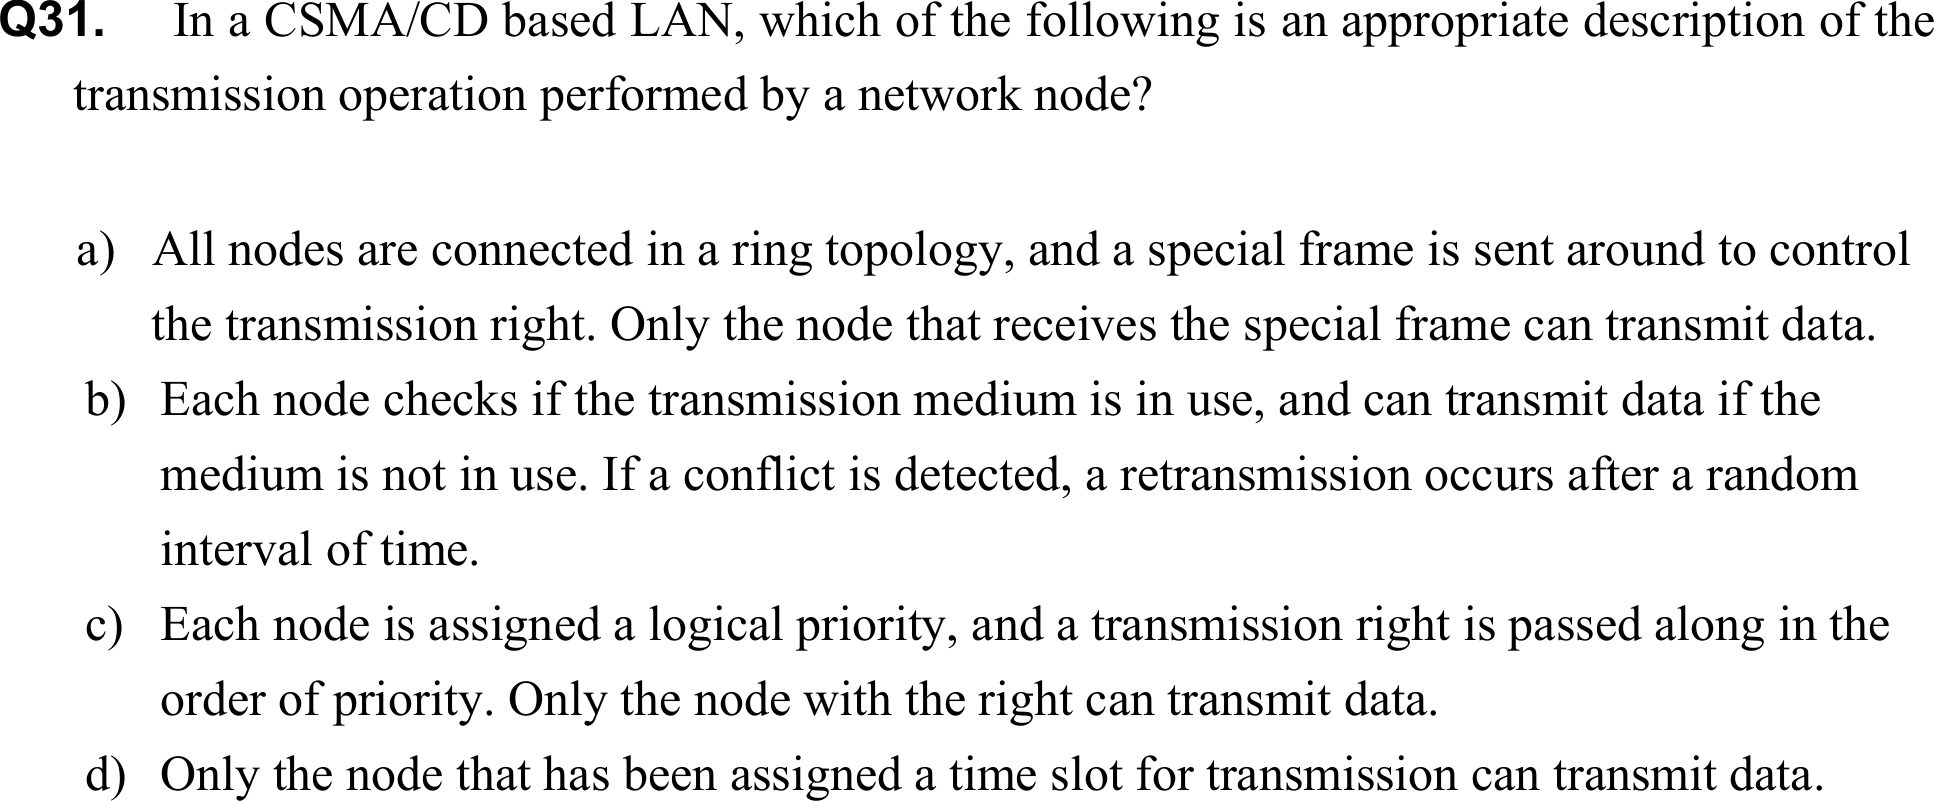 Q31. In a CSMA/CD based LAN, which of the following is an appropriate description of the
transmission operation performed by a network node?
a) All nodes are connected in a ring topology, and a special frame is sent around to control
the transmission right. Only the node that receives the special frame can transmit data.
b) Each node checks if the transmission medium is in use, and can transmit data if the
medium is not in use. If a conflict is detected, a retransmission occurs after a random
interval of time.
c) Each node is assigned a logical priority, and a transmission right is passed along in the
order of priority. Only the node with the right can transmit data.
d) Only the node that has been assigned a time slot for transmission can transmit data.